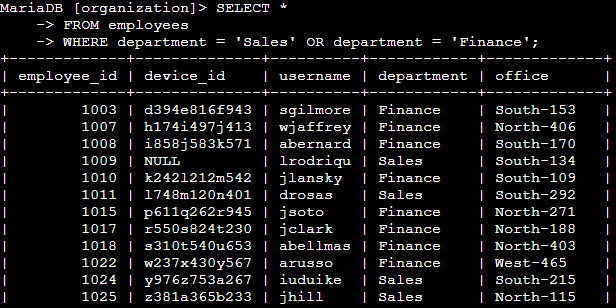 MariaDB [organization]> SELECT *
    -> FROM employees
    -> WHERE department = 'Sales' OR department = 'Finance';
+-------------+--------------+----------+------------+-----------+
| employee_id | device_id    | username | department | office    |
+-------------+--------------+----------+------------+-----------+
|        1003 | d394e816f943 | sgilmore | Finance    | South-153 |
|        1007 | h174i497j413 | wjaffrey | Finance    | North-406 |
|        1008 | i858j583k571 | abernard | Finance    | South-170 |
|        1009 | NULL         | lrodriqu | Sales      | South-134 |
|        1010 | k242l212m542 | jlansky  | Finance    | South-109 |
|        1011 | l748m120n401 | drosas   | Sales      | South-292 |
|        1015 | p611q262r945 | jsoto    | Finance    | North-271 |
|        1017 | r550s824t230 | jclark   | Finance    | North-188 |
|        1018 | s310t540u653 | abellmas | Finance    | North-403 |
|        1022 | w237x430y567 | arusso   | Finance    | West-465  |
|        1024 | y976z753a267 | iuduike  | Sales      | South-215 |
|        1025 | z381a365b233 | jhill    | Sales      | North-115 |